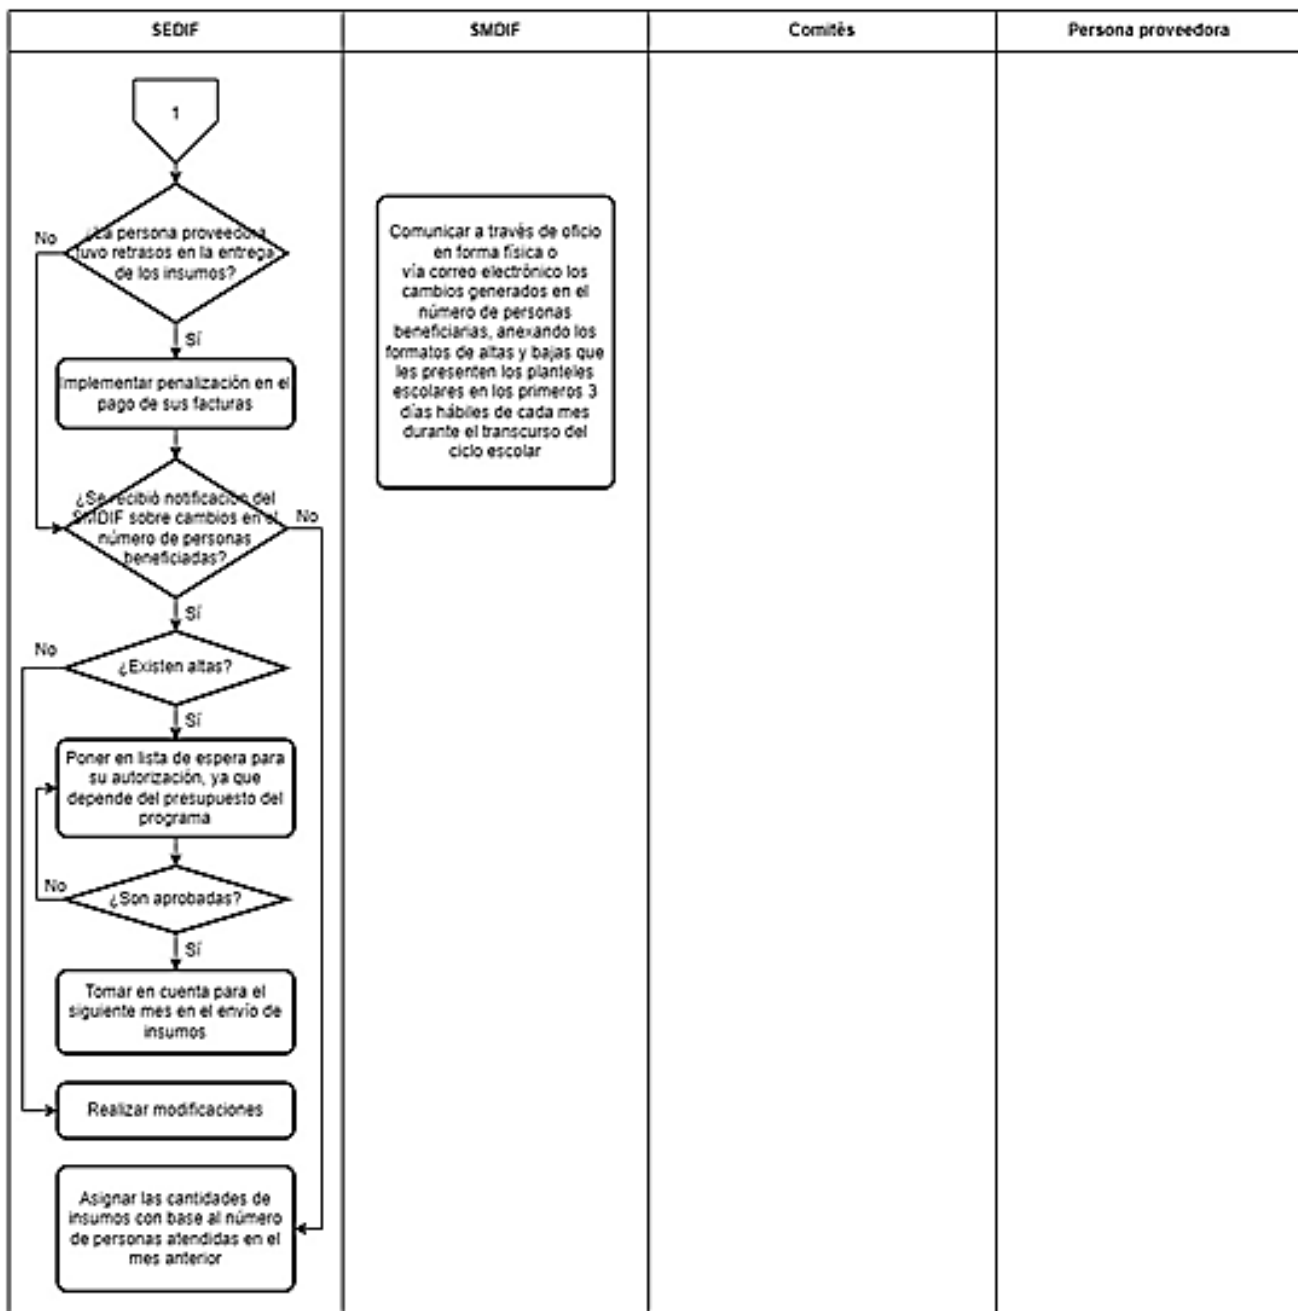 SEDIF
SMDIF
Comités
Persona proveedora
1
¿La persona proveedora
tuvo retrasos en la entrega
de los insumos?
No
Sí
Implementar penalización en el
pago de sus facturas
¿Se recibió notificación del
SMDIF sobre cambios en el
número de personas
beneficiadas?
No
Sí
¿Existen altas?
No
Sí
Poner en lista de espera para
su autorización, ya que
depende del presupuesto del
programa
¿Son aprobadas?
No
Sí
Tomar en cuenta para el
siguiente mes en el envío de
insumos
Realizar modificaciones
Asignar las cantidades de
insumos con base al número
de personas atendidas en el
mes anterior
Comunicar a través de oficio
en forma física o
vía correo electrónico los
cambios generados en el
número de personas
beneficiarias, anexando los
formatos de altas y bajas que
les presenten los planteles
escolares en los primeros 3
días hábiles de cada mes
durante el transcurso del
ciclo escolar